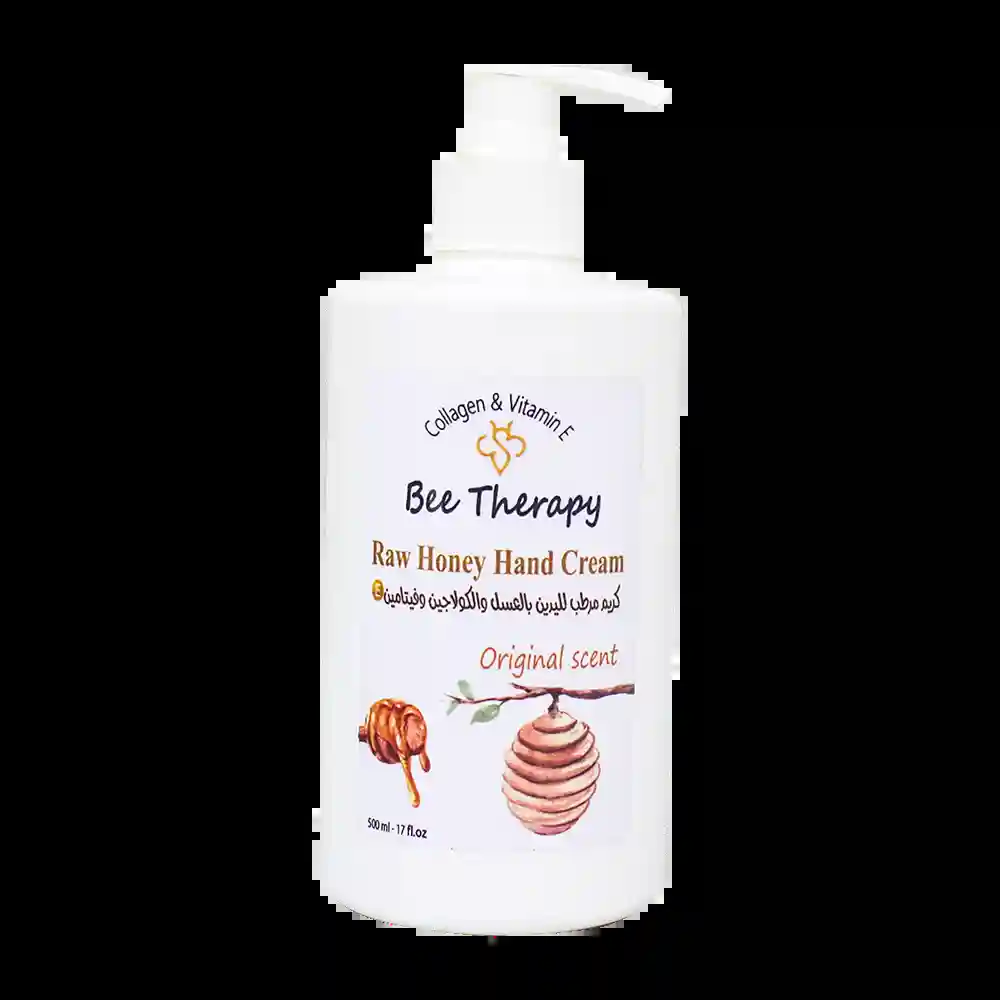 Collagen & Vitamin E
Bee Therapy
Raw Honey Hand Cream
كريم مرطب لليدين بالعسل والكولاجين وفيتامين E
Original scent
500 ml - 17 fl.oz